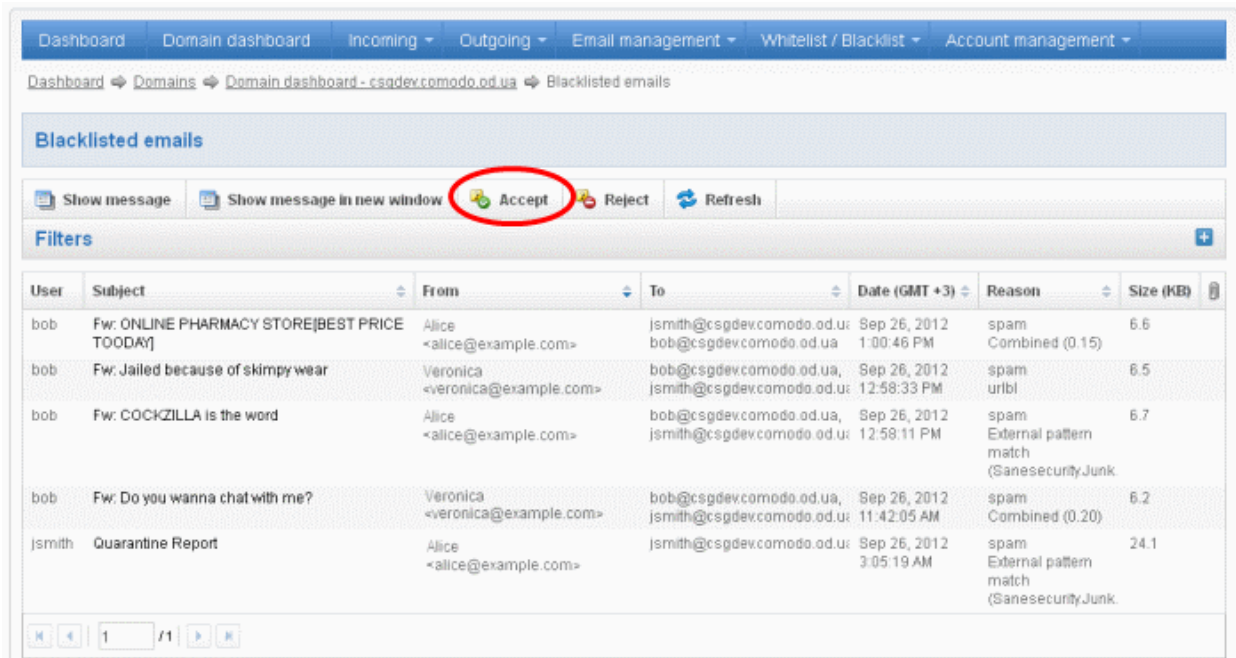 Dashboard Domain dashboard Incoming Outgoing Email management Whitelist / Blacklist Account management
Dashboard Domains Domain dashboard - csgdev.comodo.od.ua Blacklisted emails
Blacklisted emails
Show message Show message in new window Accept Reject Refresh
Filters
User Subject From To Date (GMT +3) Reason Size (KB)
bob Fw: ONLINE PHARMACY STORE[BEST PRICE Alice jsmith@csgdev.comodo.od.ua Sep 26, 2012 spam 6.6
TOODAY] <alice@example.com> bob@csgdev.comodo.od.ua 1:00:46 PM Combined (0.15)
bob Fw: Jailed because of skimpy wear Veronica bob@csgdev.comodo.od.ua, Sep 26, 2012 spam 6.5
<veronica@example.com> jsmith@csgdev.comodo.od.ua 12:58:33 PM urlbl
bob Fw: COCKZILLA is the word Alice bob@csgdev.comodo.od.ua, Sep 26, 2012 spam 6.7
<alice@example.com> jsmith@csgdev.comodo.od.ua 12:58:11 PM External pattern
match
(Sanesecurity.Junk.
bob Fw: Do you wanna chat with me? Veronica bob@csgdev.comodo.od.ua, Sep 26, 2012 spam 6.2
<veronica@example.com> jsmith@csgdev.comodo.od.ua 11:42:05 AM Combined (0.20)
jsmith Quarantine Report Alice jsmith@csgdev.comodo.od.ua Sep 26, 2012 spam 24.1
<alice@example.com> 3:05:19 AM External pattern
match
(Sanesecurity.Junk.
1 /1